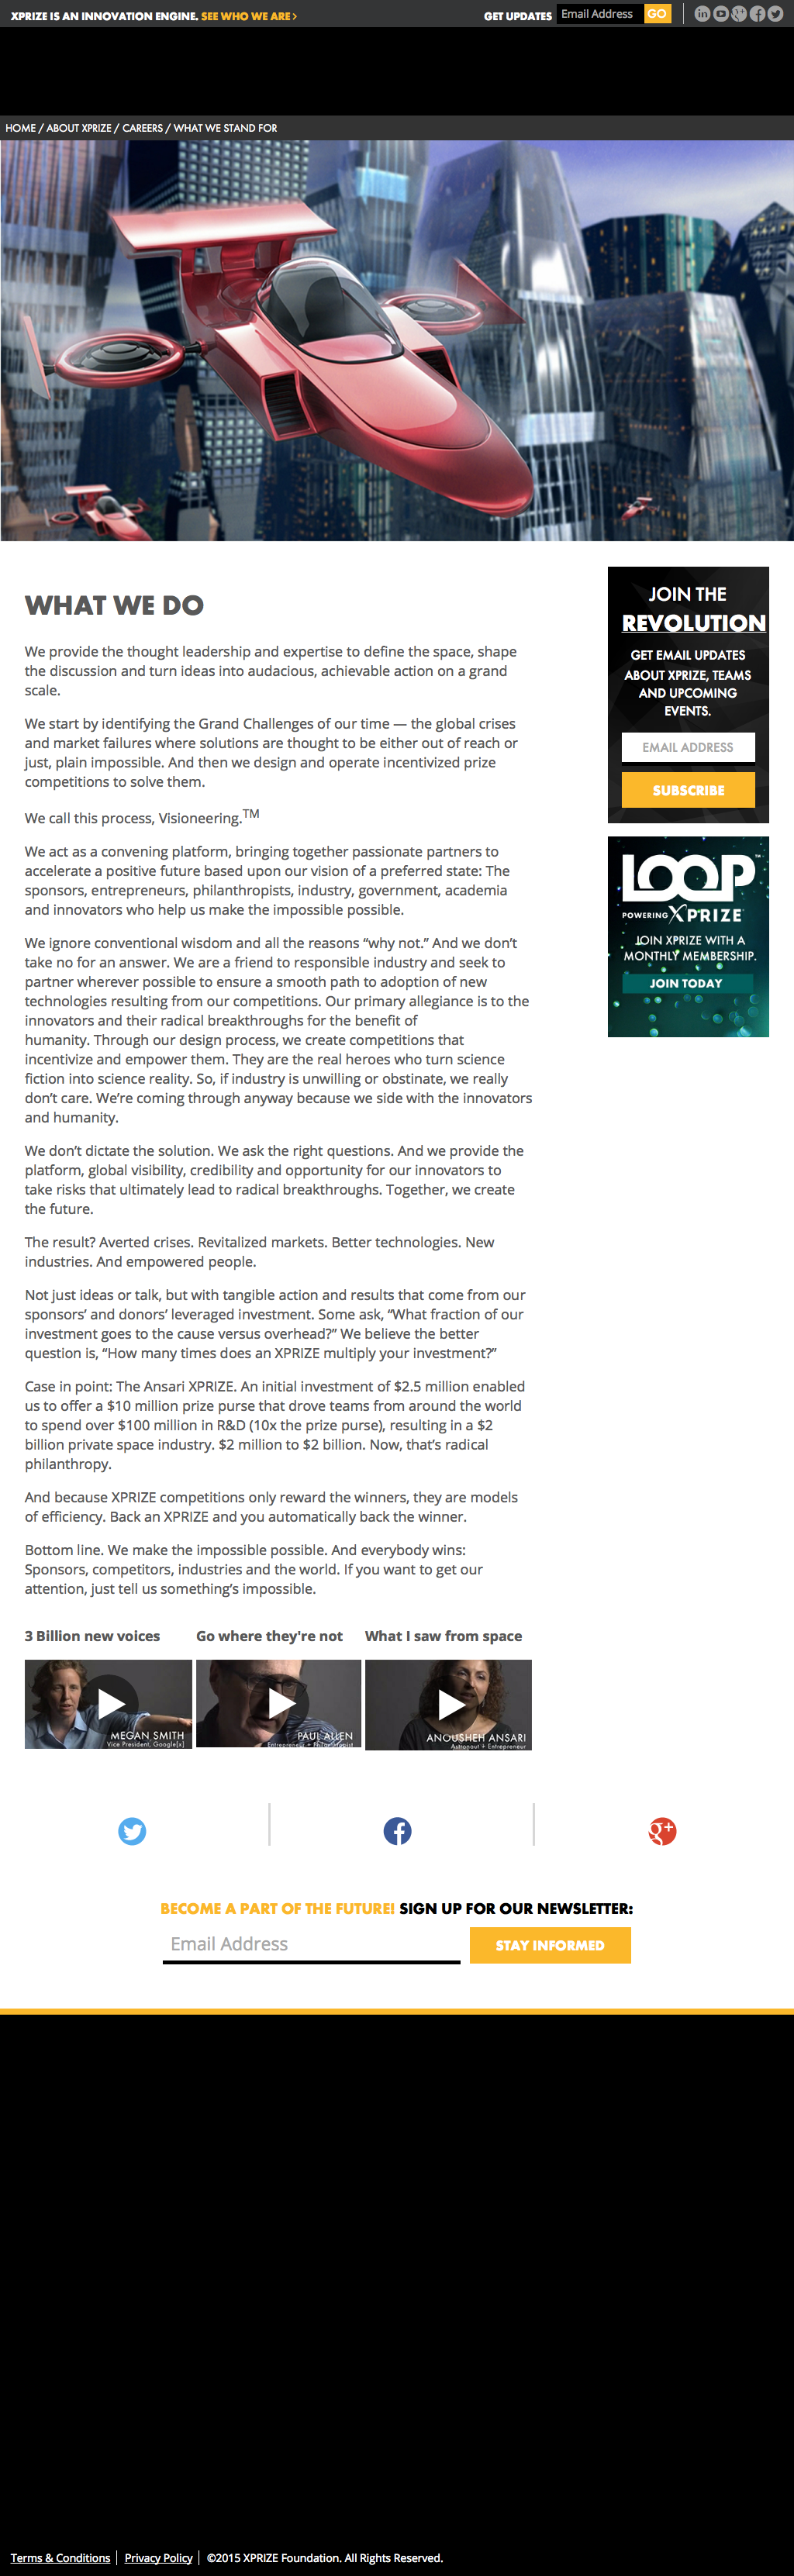 XPRIZE IS AN INNOVATION ENGINE. SEE WHO WE ARE ›
GET UPDATES Email Address GO
HOME / ABOUT XPRIZE / CAREERS / WHAT WE STAND FOR
WHAT WE DO
We provide the thought leadership and expertise to define the space, shape
the discussion and turn ideas into audacious, achievable action on a grand
scale.
We start by identifying the Grand Challenges of our time — the global crises
and market failures where solutions are thought to be either out of reach or
just, plain impossible. And then we design and operate incentivized prize
competitions to solve them.
We call this process, Visioneering.TM
We act as a convening platform, bringing together passionate partners to
accelerate a positive future based upon our vision of a preferred state: The
sponsors, entrepreneurs, philanthropists, industry, government, academia
and innovators who help us make the impossible possible.
We ignore conventional wisdom and all the reasons “why not.” And we don’t
take no for an answer. We are a friend to responsible industry and seek to
partner wherever possible to ensure a smooth path to adoption of new
technologies resulting from our competitions. Our primary allegiance is to the
innovators and their radical breakthroughs for the benefit of
humanity. Through our design process, we create competitions that
incentivize and empower them. They are the real heroes who turn science
fiction into science reality. So, if industry is unwilling or obstinate, we really
don’t care. We’re coming through anyway because we side with the innovators
and humanity.
We don’t dictate the solution. We ask the right questions. And we provide the
platform, global visibility, credibility and opportunity for our innovators to
take risks that ultimately lead to radical breakthroughs. Together, we create
the future.
The result? Averted crises. Revitalized markets. Better technologies. New
industries. And empowered people.
Not just ideas or talk, but with tangible action and results that come from our
sponsors’ and donors’ leveraged investment. Some ask, “What fraction of our
investment goes to the cause versus overhead?” We believe the better
question is, “How many times does an XPRIZE multiply your investment?”
Case in point: The Ansari XPRIZE. An initial investment of $2.5 million enabled
us to offer a $10 million prize purse that drove teams from around the world
to spend over $100 million in R&D (10x the prize purse), resulting in a $2
billion private space industry. $2 million to $2 billion. Now, that’s radical
philanthropy.
And because XPRIZE competitions only reward the winners, they are models
of efficiency. Back an XPRIZE and you automatically back the winner.
Bottom line. We make the impossible possible. And everybody wins:
Sponsors, competitors, industries and the world. If you want to get our
attention, just tell us something’s impossible.
3 Billion new voices
Go where they're not
What I saw from space
MEGAN SMITH
Vice President, Google[x]
PAUL ALLEN
Entrepreneur + Philanthropist
ANOUSHEH ANSARI
Astronaut + Entrepreneur
JOIN THE
REVOLUTION
GET EMAIL UPDATES
ABOUT XPRIZE, TEAMS
AND UPCOMING
EVENTS.
EMAIL ADDRESS
SUBSCRIBE
LOOP™
POWERING XPRIZE
JOIN XPRIZE WITH A
MONTHLY MEMBERSHIP.
JOIN TODAY
BECOME A PART OF THE FUTURE! SIGN UP FOR OUR NEWSLETTER:
Email Address
STAY INFORMED
Terms & Conditions | Privacy Policy | ©2015 XPRIZE Foundation. All Rights Reserved.